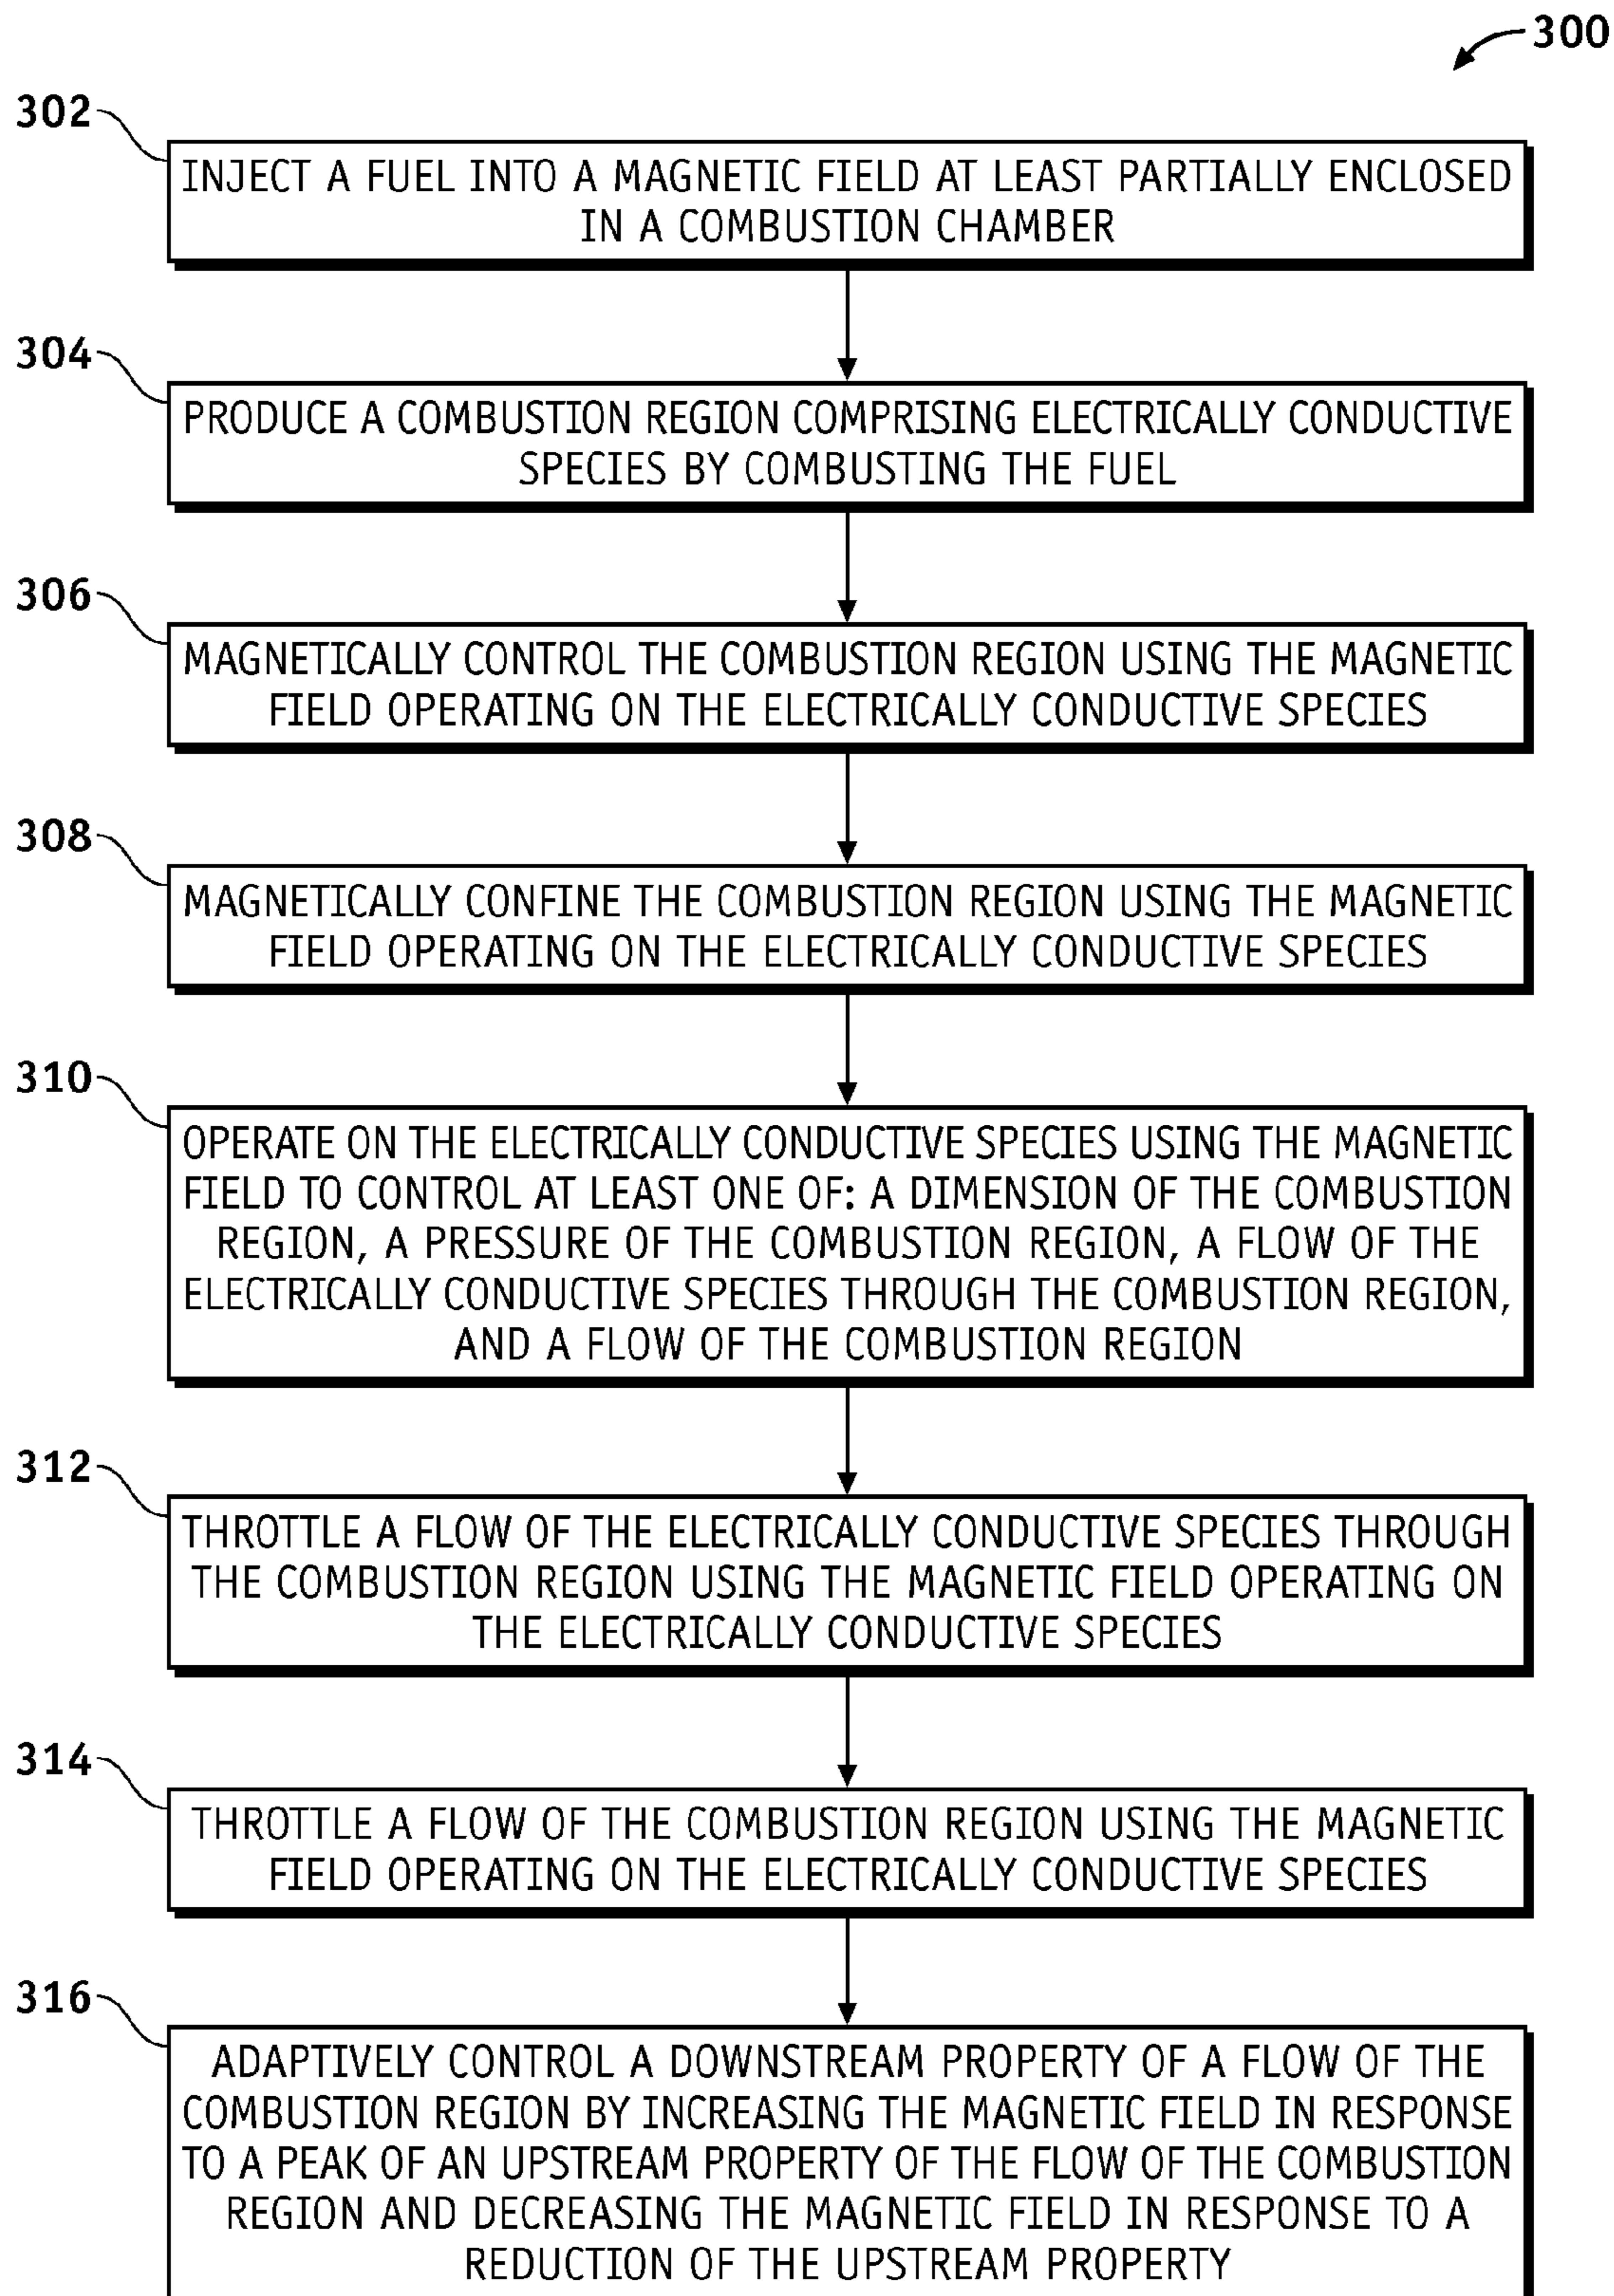 300
302
INJECT A FUEL INTO A MAGNETIC FIELD AT LEAST PARTIALLY ENCLOSED
IN A COMBUSTION CHAMBER
304
PRODUCE A COMBUSTION REGION COMPRISING ELECTRICALLY CONDUCTIVE
SPECIES BY COMBUSTING THE FUEL
306
MAGNETICALLY CONTROL THE COMBUSTION REGION USING THE MAGNETIC
FIELD OPERATING ON THE ELECTRICALLY CONDUCTIVE SPECIES
308
MAGNETICALLY CONFINE THE COMBUSTION REGION USING THE MAGNETIC
FIELD OPERATING ON THE ELECTRICALLY CONDUCTIVE SPECIES
310
OPERATE ON THE ELECTRICALLY CONDUCTIVE SPECIES USING THE MAGNETIC
FIELD TO CONTROL AT LEAST ONE OF: A DIMENSION OF THE COMBUSTION
REGION, A PRESSURE OF THE COMBUSTION REGION, A FLOW OF THE
ELECTRICALLY CONDUCTIVE SPECIES THROUGH THE COMBUSTION REGION,
AND A FLOW OF THE COMBUSTION REGION
312
THROTTLE A FLOW OF THE ELECTRICALLY CONDUCTIVE SPECIES THROUGH
THE COMBUSTION REGION USING THE MAGNETIC FIELD OPERATING ON
THE ELECTRICALLY CONDUCTIVE SPECIES
314
THROTTLE A FLOW OF THE COMBUSTION REGION USING THE MAGNETIC
FIELD OPERATING ON THE ELECTRICALLY CONDUCTIVE SPECIES
316
ADAPTIVELY CONTROL A DOWNSTREAM PROPERTY OF A FLOW OF THE
COMBUSTION REGION BY INCREASING THE MAGNETIC FIELD IN RESPONSE
TO A PEAK OF AN UPSTREAM PROPERTY OF THE FLOW OF THE COMBUSTION
REGION AND DECREASING THE MAGNETIC FIELD IN RESPONSE TO A
REDUCTION OF THE UPSTREAM PROPERTY